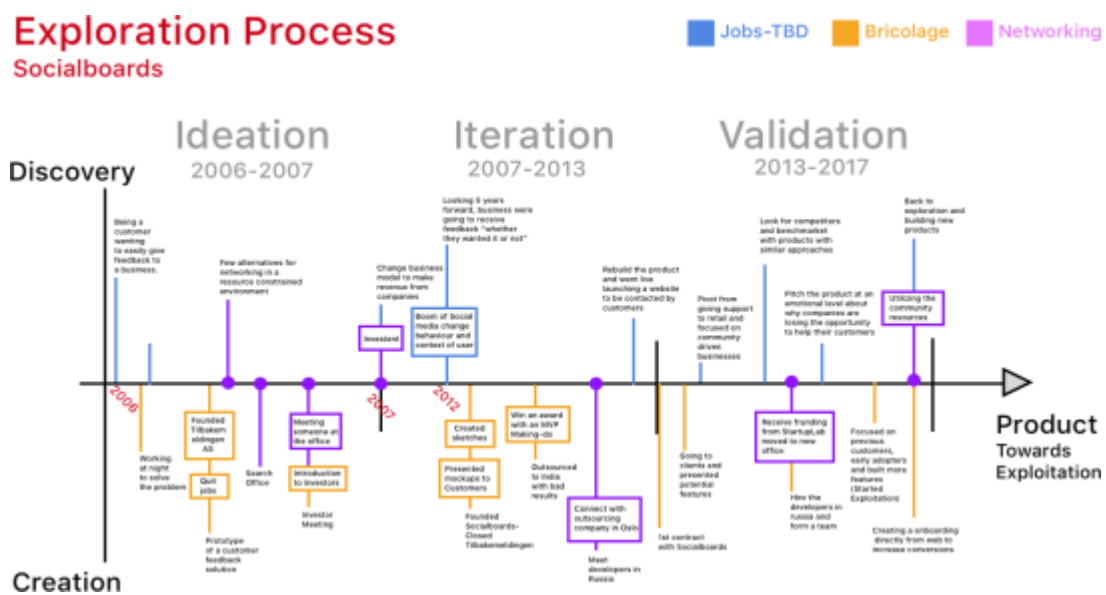 Exploration Process
Socialboards
Jobs-TBD
Bricolage
Networking
Ideation
2006-2007
Iteration
2007-2013
Validation
2013-2017
Discovery
Being a
customer
wanting
to easily give
feedback to
a business.
Few alternatives for
networking in a
resource constrained
environment
Change business
model to make
revenue from
companies
Investord
Looking 5 years
forward, business were
going to receive
feedback "whether
they wanted it or not"
Boom of Social
media change
behaviour and
context of user
Rebuild the product
and went live
launching a website
to be contacted by
customers
Pivot from
giving support
to retail and
focused on
community
driven
businesses
Look for competitors
and benchmark
with products with
similar approaches
Pitch the product at an
emotional level about
why companies are
losing the opportunity
to help their customers
Back to
exploration and
building new
products
Utilizing the
community
resources
2006
2007
2012
Working
at night
to solve
the problem
Founded
Tilbakem
eldingen
AS
Quit
jobs
Prototype
of a customer
feedback
solution
Search
Office
Meeting
someone at
the office
Introduction
to Investors
Investor
Meeting
Created
sketches
Presented
mockups to
Customers
Founded
Socialboards-
Closed
Tilbakemeldingen
Win an award
with an MVP
Making-do
Outsourced
to India
with bad
results
Connect with
outsourcing
company in Oslo
Meet
developers in
Russia
1st contract
with Socialboards
Going to
clients and
presented
potential
features
Receive franding
from StartupLab
moved to new
office
Hire the
developers in
russia and
form a team
Focused on
previous
customers,
early adopters
and built more
features
(Started
Exploitation)
Creating a onboarding
directly from web to
increase conversions
Product
Towards
Exploitation
Creation